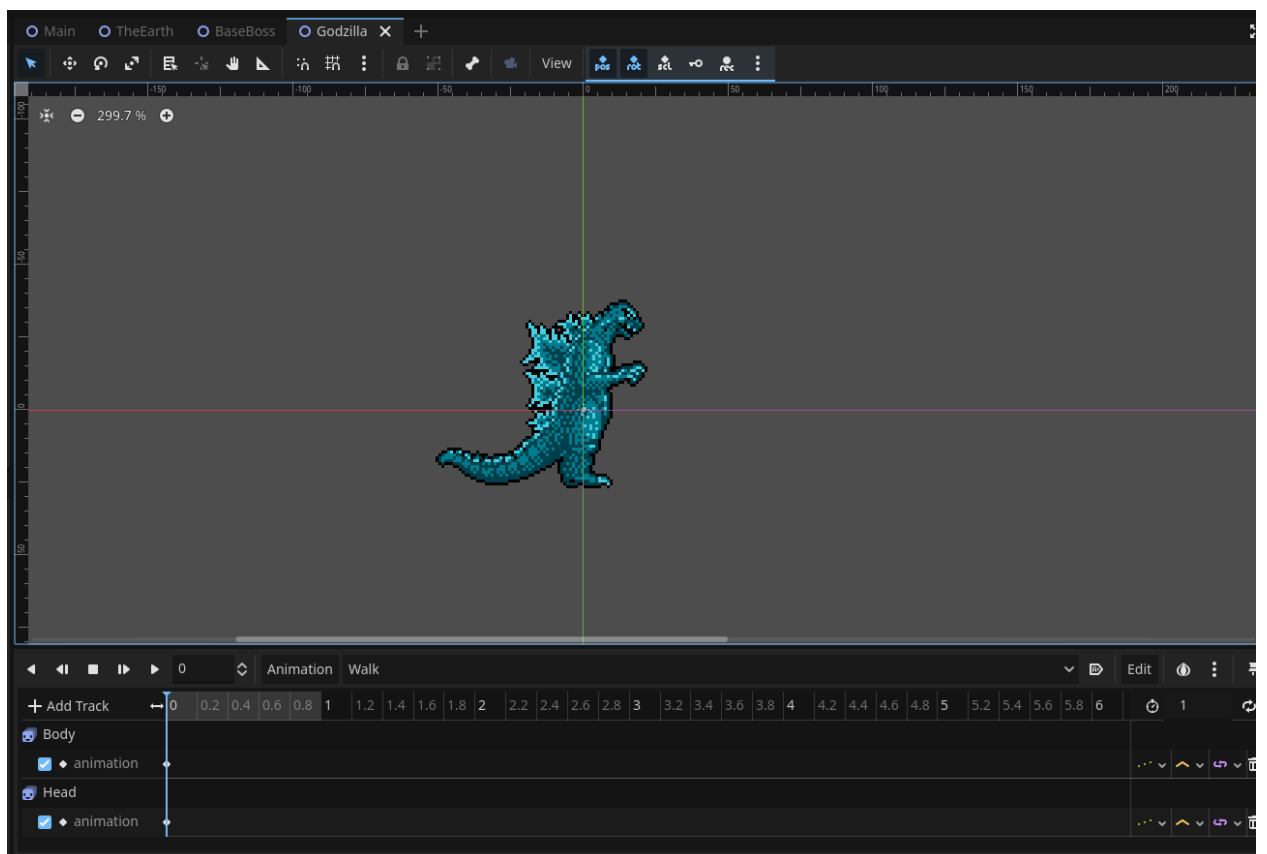 Main TheEarth BaseBoss Godzilla
View pos rot scl rec
-150 -100 -50 0 50 100 150 200
-100
299.7 %
-50
0
50
0 Animation Walk Edit
Add Track 0 0.2 0.4 0.6 0.8 1 1.2 1.4 1.6 1.8 2 2.2 2.4 2.6 2.8 3 3.2 3.4 3.6 3.8 4 4.2 4.4 4.6 4.8 5 5.2 5.4 5.6 5.8 6 1
Body
animation
Head
animation